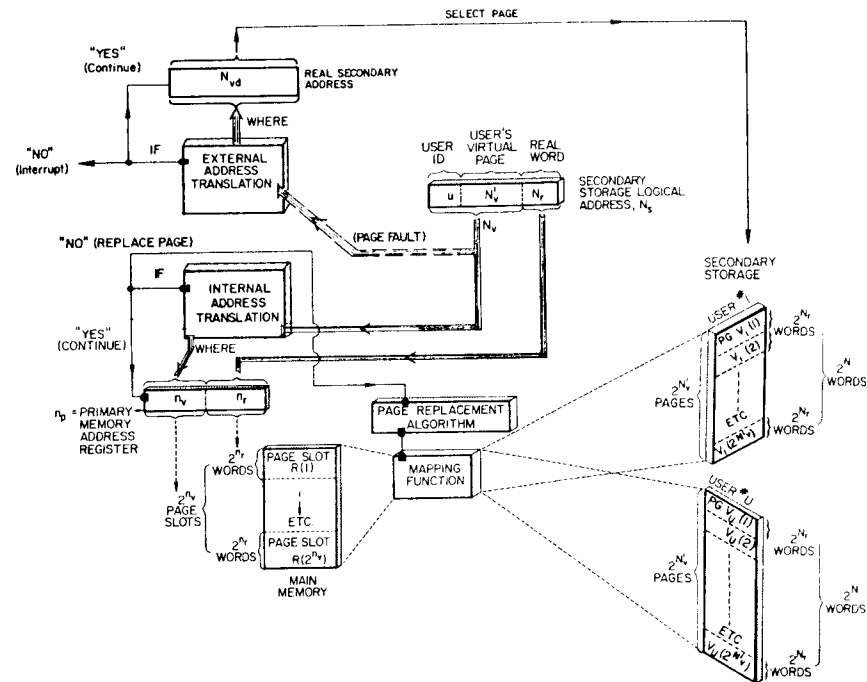 SELECT PAGE
"YES"
(Continue)
N_vd
REAL SECONDARY
ADDRESS
WHERE
"NO"
(Interrupt)
IF
EXTERNAL
ADDRESS
TRANSLATION
USER
ID
USER'S
VIRTUAL
PAGE
REAL
WORD
u
N'_v
N_r
SECONDARY
STORAGE LOGICAL
ADDRESS, N_s
N_v
(PAGE FAULT)
"NO" (REPLACE PAGE)
IF
INTERNAL
ADDRESS
TRANSLATION
"YES"
(CONTINUE)
WHERE
n_v
n_r
n_p = PRIMARY
MEMORY
ADDRESS
REGISTER
PAGE REPLACEMENT
ALGORITHM
MAPPING
FUNCTION
2^n_v
PAGE
SLOTS
2^n_r
WORDS
PAGE SLOT
R(1)
ETC.
2^n_r
WORDS
PAGE SLOT
R(2^n_v)
MAIN
MEMORY
SECONDARY
STORAGE
USER #1
PG V_1 (1)
V_1 (2)
ETC
V_1(2^N'_v)
2^N'_v
PAGES
2^N_r
WORDS
2^N
WORDS
2^N_r
WORDS
USER #U
PG V_u (1)
V_u (2)
ETC
V_u(2^N'_v)
2^N'_v
PAGES
2^N_r
WORDS
2^N
WORDS
2^N_r
WORDS